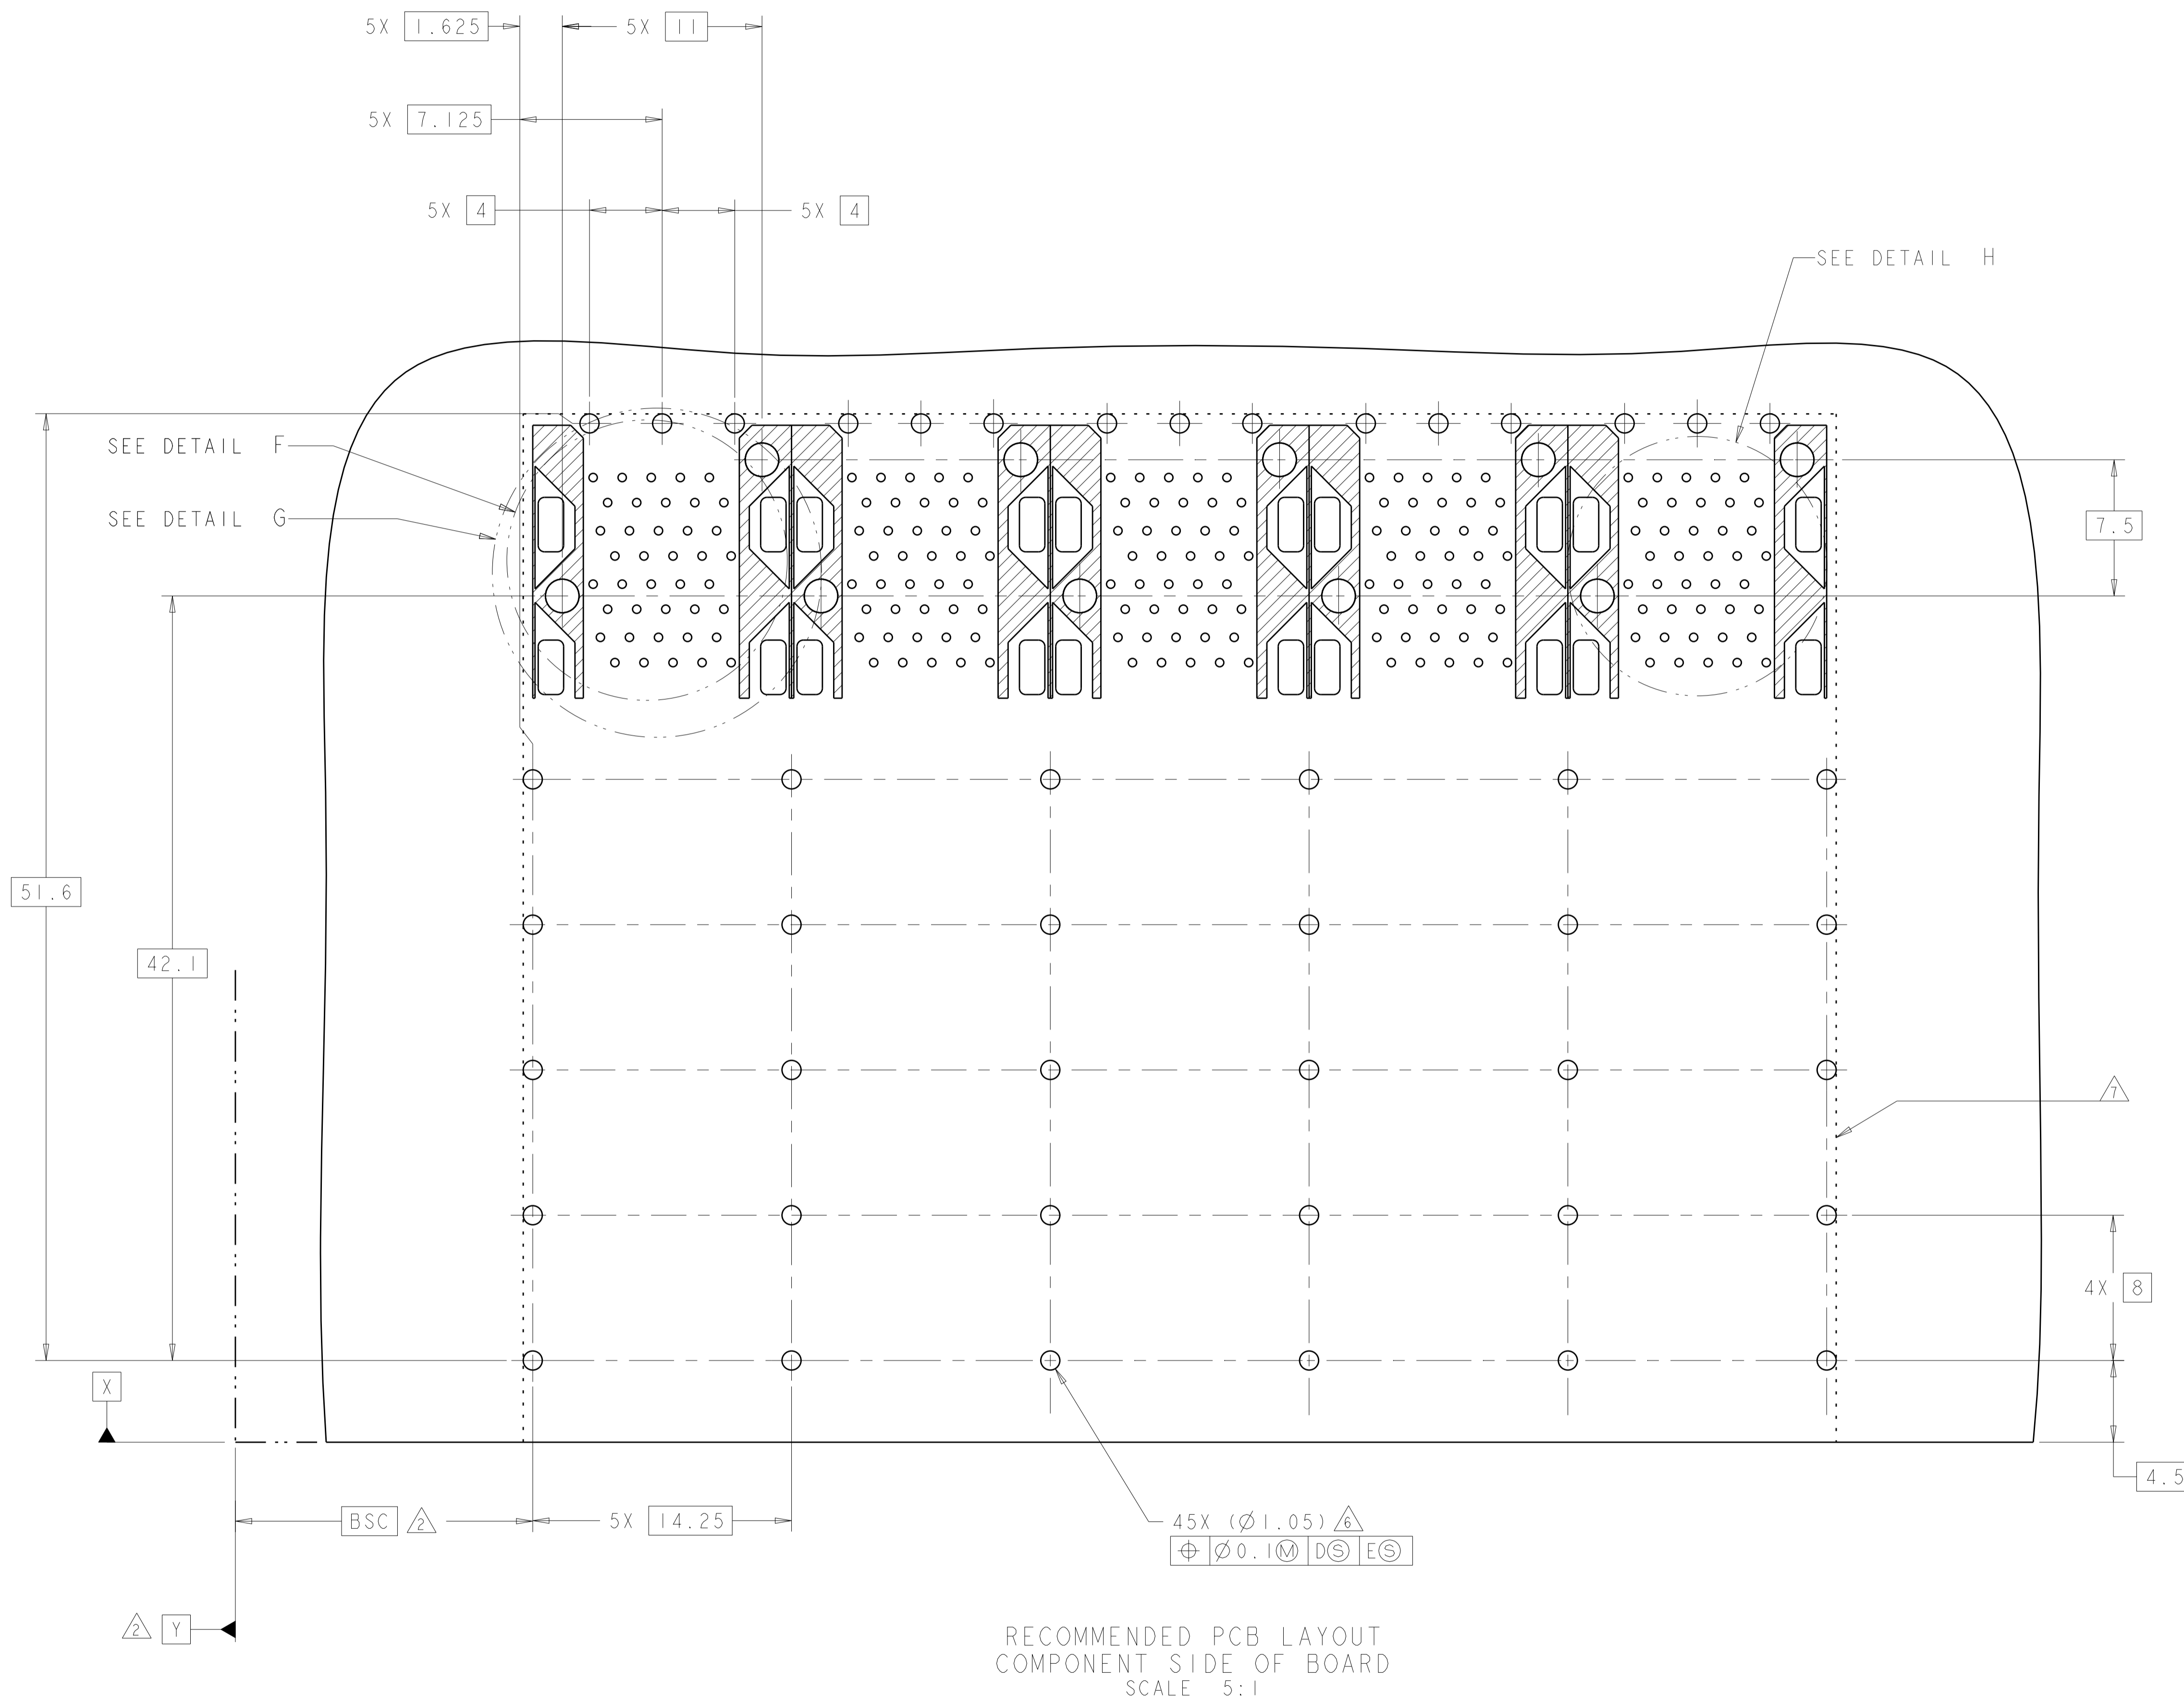 5X 1.625
5X 11
5X 7.125
5X 4
5X 4
SEE DETAIL H
SEE DETAIL F
SEE DETAIL G
7.5
51.6
42.1
7
4X 8
X
4.5
BSC 2
5X 14.25
45X (Ø1.05) 6
⌖ Ø0.1Ⓜ DⓈ EⓈ
2 Y
RECOMMENDED PCB LAYOUT
COMPONENT SIDE OF BOARD
SCALE 5:1